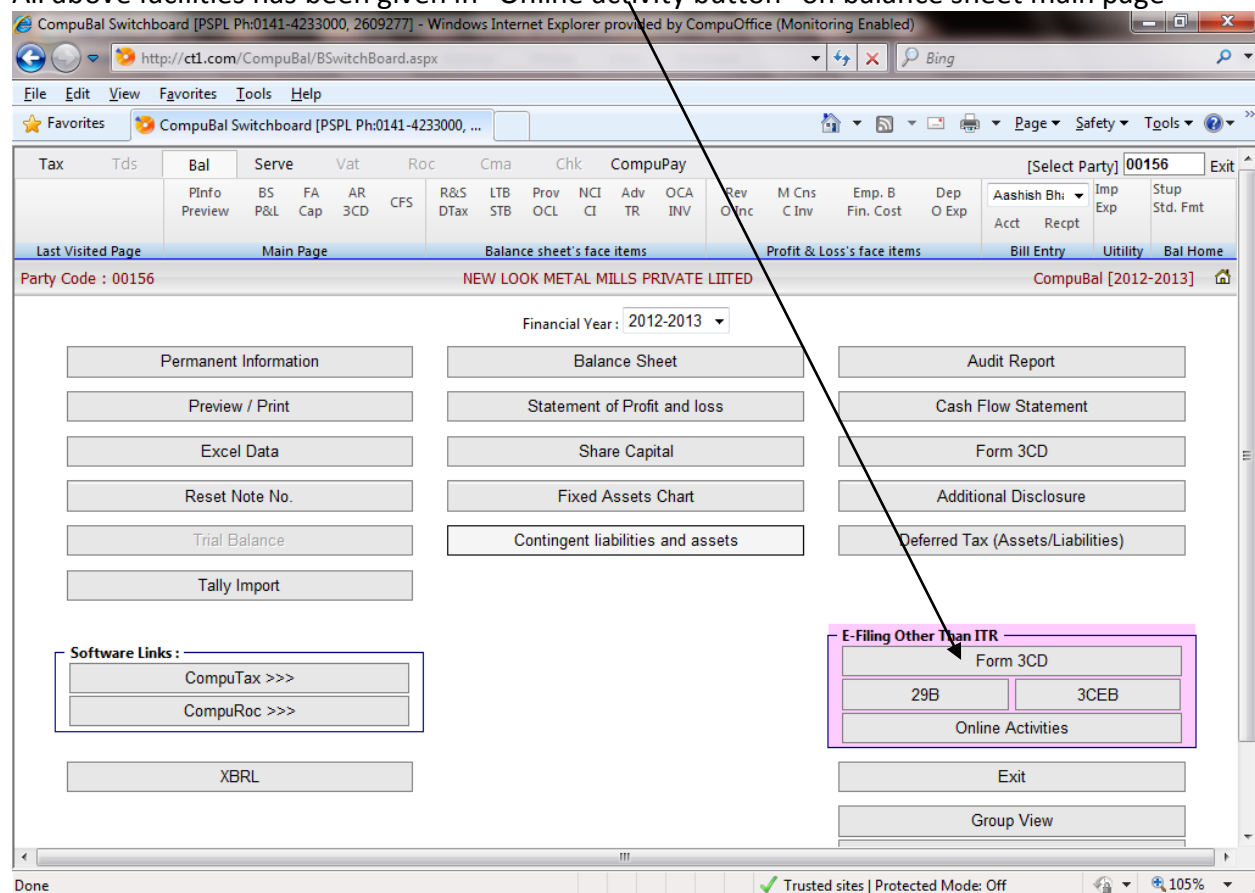 All above facilities has been given in "Online activity button" on balance sheet main page
CompuBal Switchboard [PSPL Ph:0141-4233000, 2609277] - Windows Internet Explorer provided by CompuOffice (Monitoring Enabled)
http://ct1.com/CompuBal/BSwitchBoard.aspx
Bing
File Edit View Favorites Tools Help
Favorites CompuBal Switchboard [PSPL Ph:0141-4233000, ... Page Safety Tools
Tax Tds Bal Serve Vat Roc Cma Chk CompuPay [Select Party] 00156 Exit
PInfo BS FA AR CFS R&S LTB Prov NCI Adv OCA Rev M Cns Emp. B Dep Aashish Bh Imp Stup
Preview P&L Cap 3CD DTax STB OCL CI TR INV O Inc C Inv Fin. Cost O Exp Exp Std. Fmt
Acct Recpt
Last Visited Page Main Page Balance sheet's face items Profit & Loss's face items Bill Entry Uitility Bal Home
Party Code : 00156 NEW LOOK METAL MILLS PRIVATE LIITED CompuBal [2012-2013]
Financial Year : 2012-2013
Permanent Information Balance Sheet Audit Report
Preview / Print Statement of Profit and loss Cash Flow Statement
Excel Data Share Capital Form 3CD
Reset Note No. Fixed Assets Chart Additional Disclosure
Trial Balance Contingent liabilities and assets Deferred Tax (Assets/Liabilities)
Tally Import
E-Filing Other Than ITR
Software Links :
Form 3CD
CompuTax >>>
29B 3CEB
CompuRoc >>>
Online Activities
XBRL Exit
Group View
Done Trusted sites | Protected Mode: Off 105%